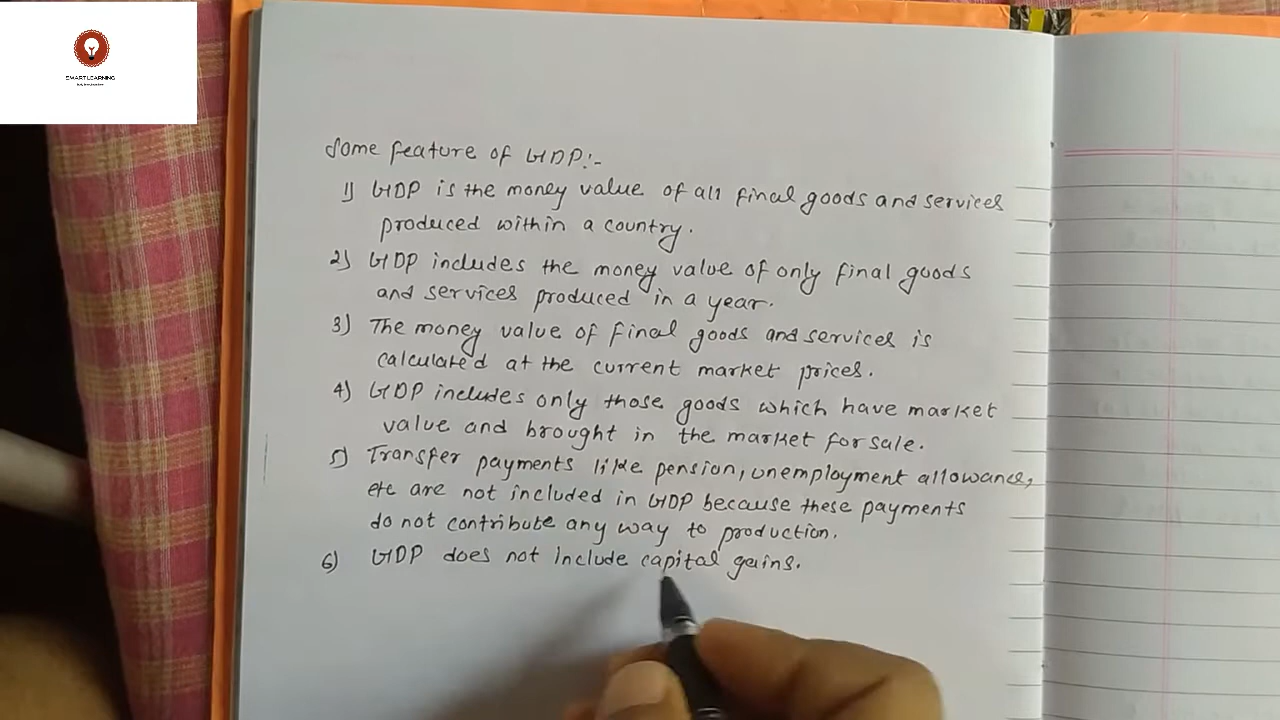 SMART LEARNING
Some feature of GDP:-
1) GDP is the money value of all final goods and services
produced within a country.
2) GDP includes the money value of only final goods
and services produced in a year.
3) The money value of final goods and services is
calculated at the current market prices.
4) GDP includes only those goods which have market
value and brought in the market for sale.
5) Transfer payments like pension, unemployment allowance,
etc are not included in GDP because these payments
do not contribute any way to production.
6) GDP does not include capital gains.